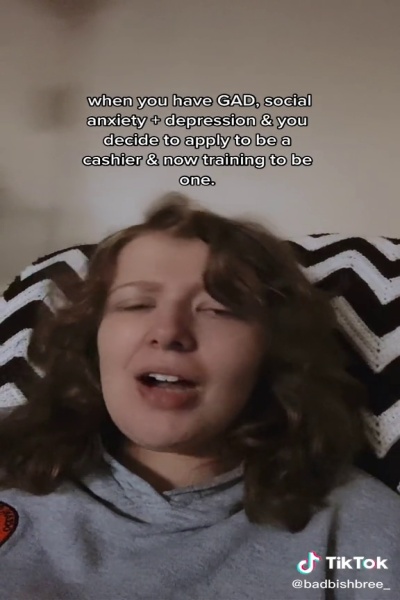 when you have GAD, social
anxiety + depression & you
decide to apply to be a
cashier & now training to be
one.
TikTok
@badbishbree_